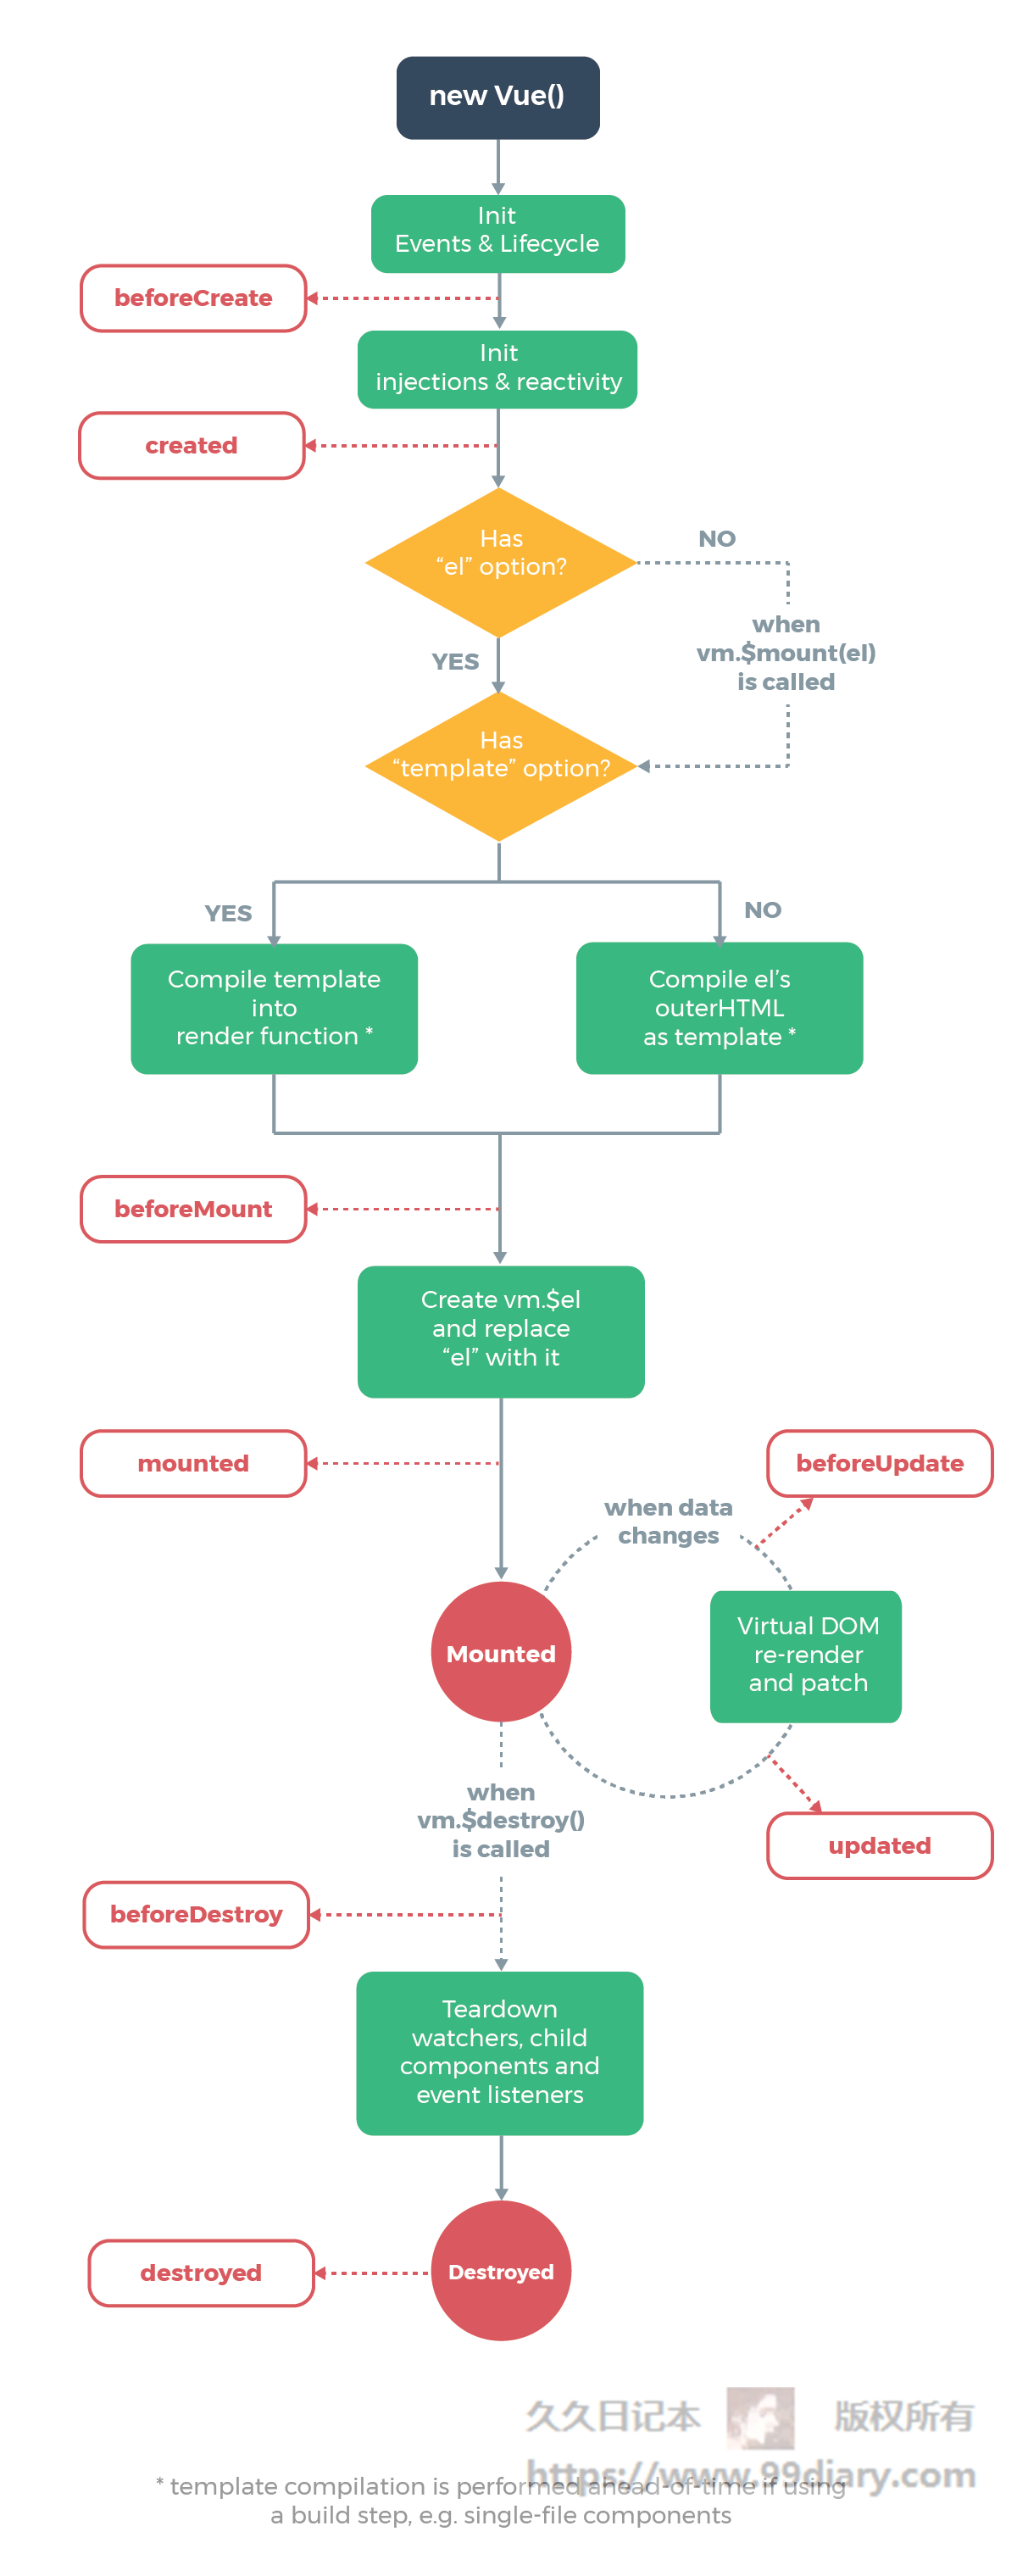 new Vue()
Init
Events & Lifecycle
beforeCreate
Init
injections & reactivity
created
Has
“el” option?
NO
when
vm.$mount(el)
is called
YES
Has
“template” option?
YES
NO
Compile template
into
render function *
Compile el’s
outerHTML
as template *
beforeMount
Create vm.$el
and replace
“el” with it
mounted
beforeUpdate
when data
changes
Mounted
Virtual DOM
re-render
and patch
when
vm.$destroy()
is called
updated
beforeDestroy
Teardown
watchers, child
components and
event listeners
destroyed
Destroyed
久久日记本 版权所有
https://www.99diary.com
* template compilation is performed ahead-of-time if using
a build step, e.g. single-file components